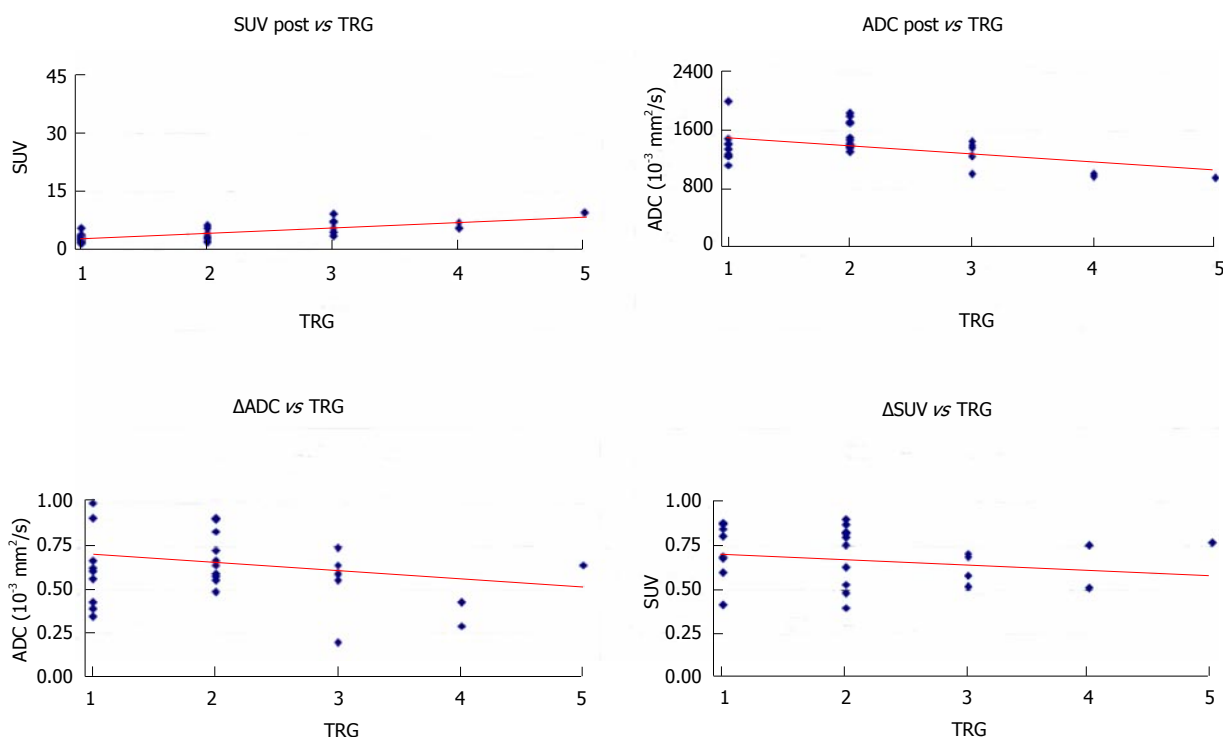 SUV post vs TRG
45
30
15
0
SUV
1 2 3 4 5
TRG
ADC post vs TRG
2400
1600
800
0
ADC (10⁻³ mm²/s)
1 2 3 4 5
TRG
ΔADC vs TRG
1.00
0.75
0.50
0.25
0.00
ADC (10⁻³ mm²/s)
1 2 3 4 5
TRG
ΔSUV vs TRG
1.00
0.75
0.50
0.25
0.00
SUV
1 2 3 4 5
TRG